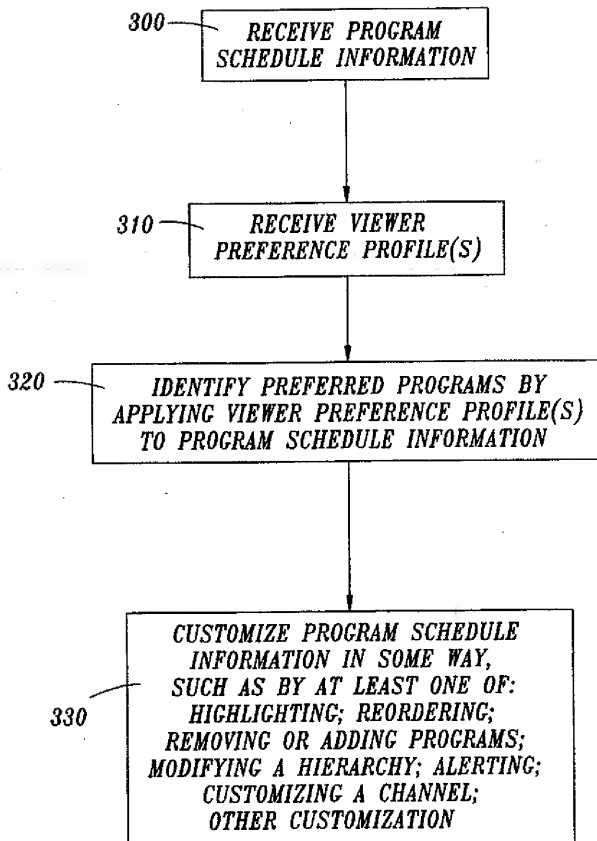 300
RECEIVE PROGRAM
SCHEDULE INFORMATION
310
RECEIVE VIEWER
PREFERENCE PROFILE(S)
320
IDENTIFY PREFERRED PROGRAMS BY
APPLYING VIEWER PREFERENCE PROFILE(S)
TO PROGRAM SCHEDULE INFORMATION
330
CUSTOMIZE PROGRAM SCHEDULE
INFORMATION IN SOME WAY,
SUCH AS BY AT LEAST ONE OF:
HIGHLIGHTING; REORDERING;
REMOVING OR ADDING PROGRAMS;
MODIFYING A HIERARCHY; ALERTING;
CUSTOMIZING A CHANNEL;
OTHER CUSTOMIZATION